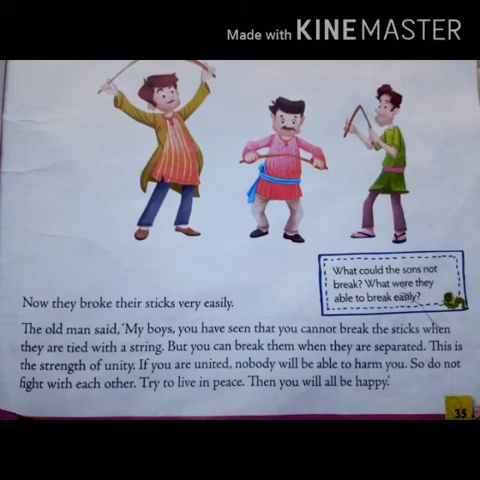 Made with KINEMASTER
What could the sons not
break? What were they
able to break easily?
Now they broke their sticks very easily.
The old man said, 'My boys, you have seen that you cannot break the sticks when
they are tied with a string. But you can break them when they are separated. This is
the strength of unity. If you are united, nobody will be able to harm you. So do not
fight with each other. Try to live in peace. Then you will all be happy.'
35